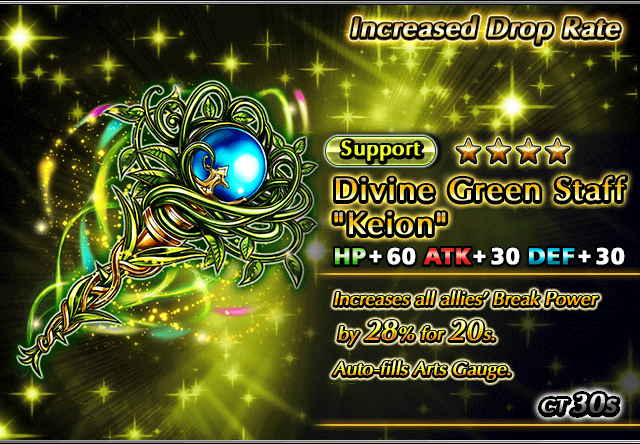 Increased Drop Rate
Support
Divine Green Staff
"Keion"
HP+60 ATK+30 DEF+30
Increases all allies' Break Power
by 28% for 20s.
Auto-fills Arts Gauge.
CT 30s